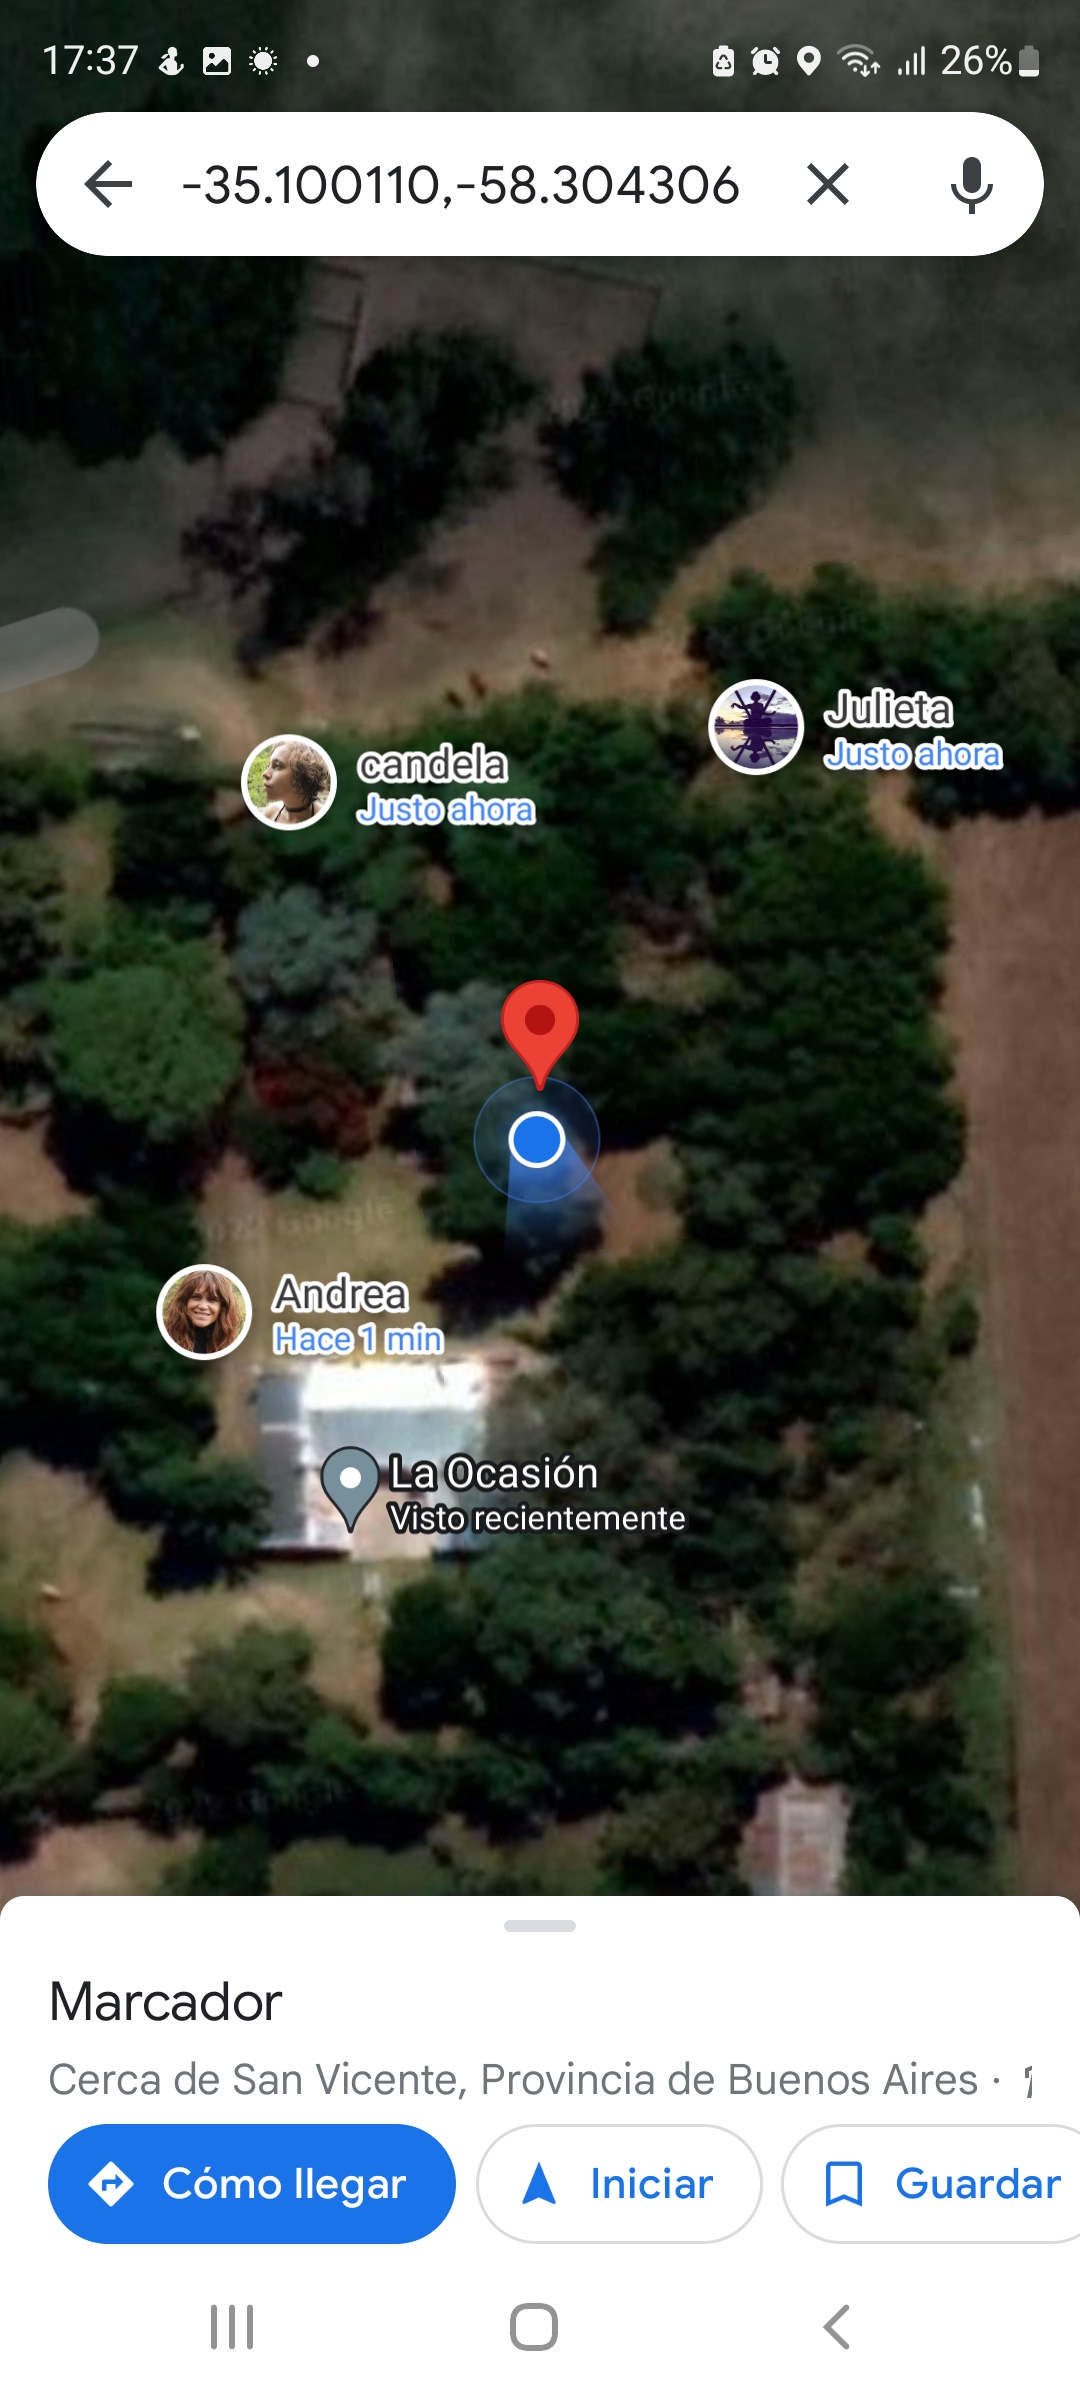 17:37
26%
-35.100110,-58.304306
Julieta
Justo ahora
candela
Justo ahora
Google
Andrea
Hace 1 min
La Ocasión
Visto recientemente
Marcador
Cerca de San Vicente, Provincia de Buenos Aires ·
Cómo llegar
Iniciar
Guardar